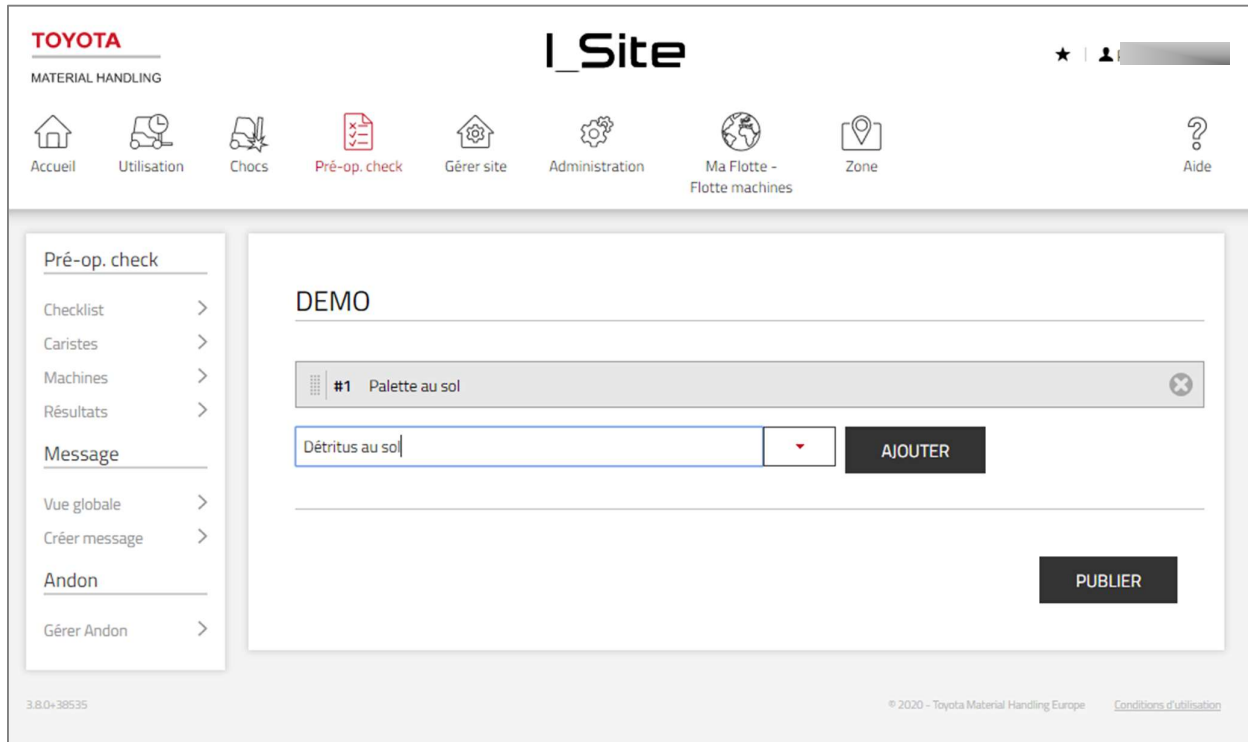 TOYOTA
MATERIAL HANDLING
I_Site
Accueil
Utilisation
Chocs
Pré-op. check
Gérer site
Administration
Ma Flotte -
Flotte machines
Zone
Aide
Pré-op. check
Checklist
Caristes
Machines
Résultats
Message
Vue globale
Créer message
Andon
Gérer Andon
DEMO
#1 Palette au sol
Détritus au sol
AJOUTER
PUBLIER
3.8.0+38535
© 2020 - Toyota Material Handling Europe
Conditions d'utilisation